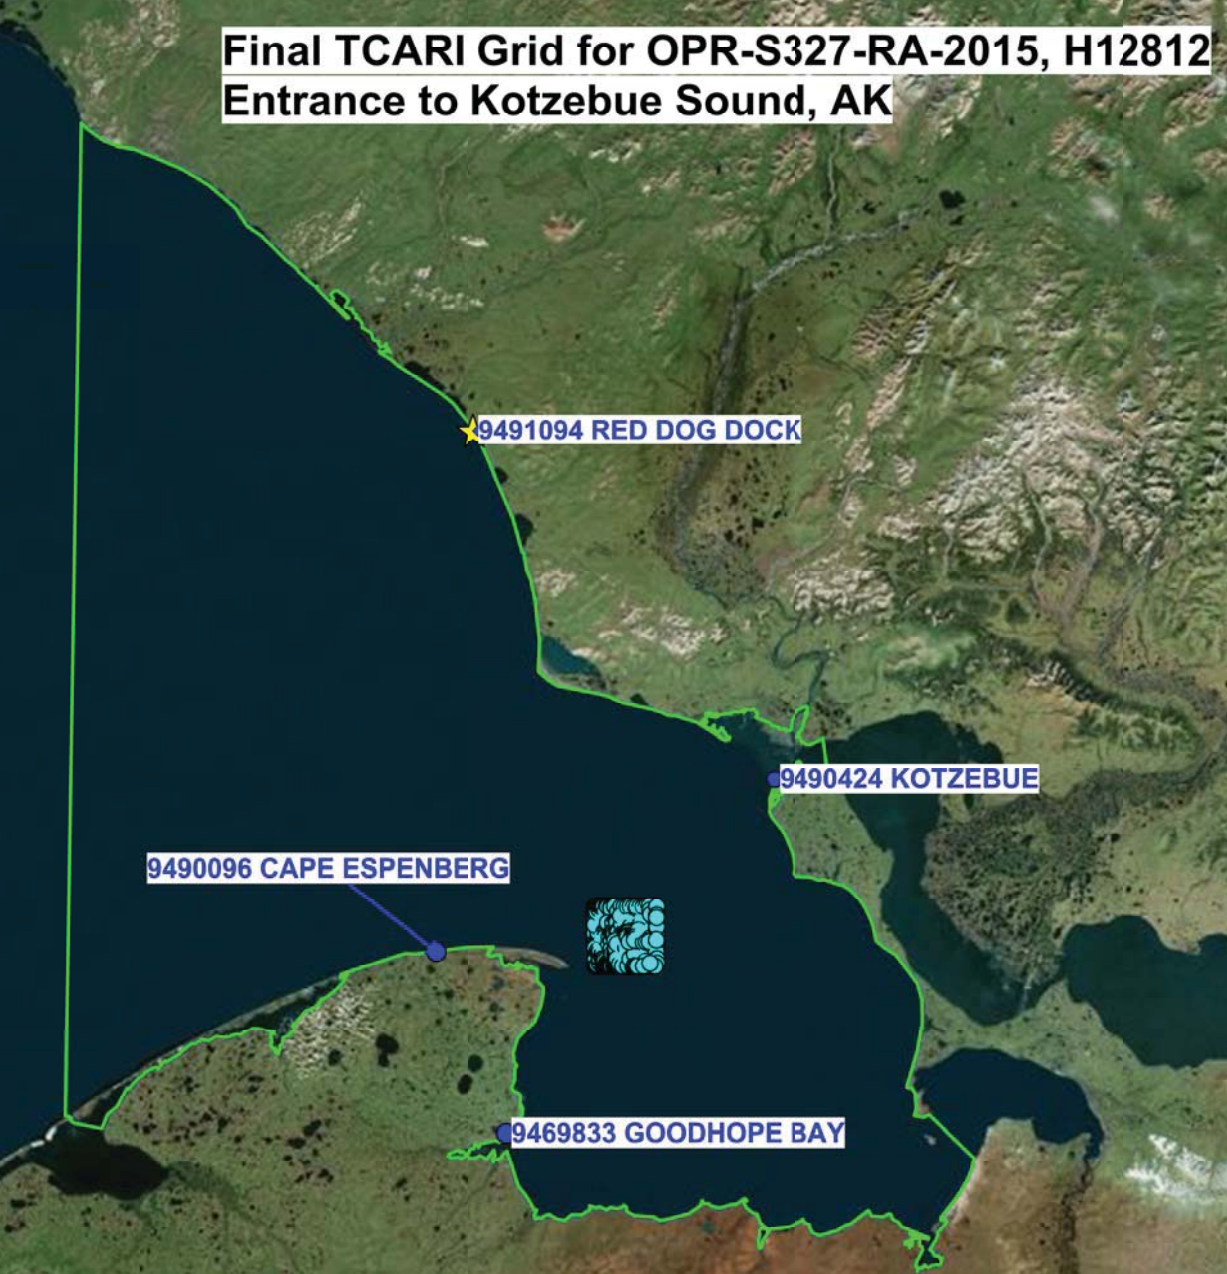 Final TCARI Grid for OPR-S327-RA-2015, H12812
Entrance to Kotzebue Sound, AK
9491094 RED DOG DOCK
9490424 KOTZEBUE
9490096 CAPE ESPENBERG
9469833 GOODHOPE BAY